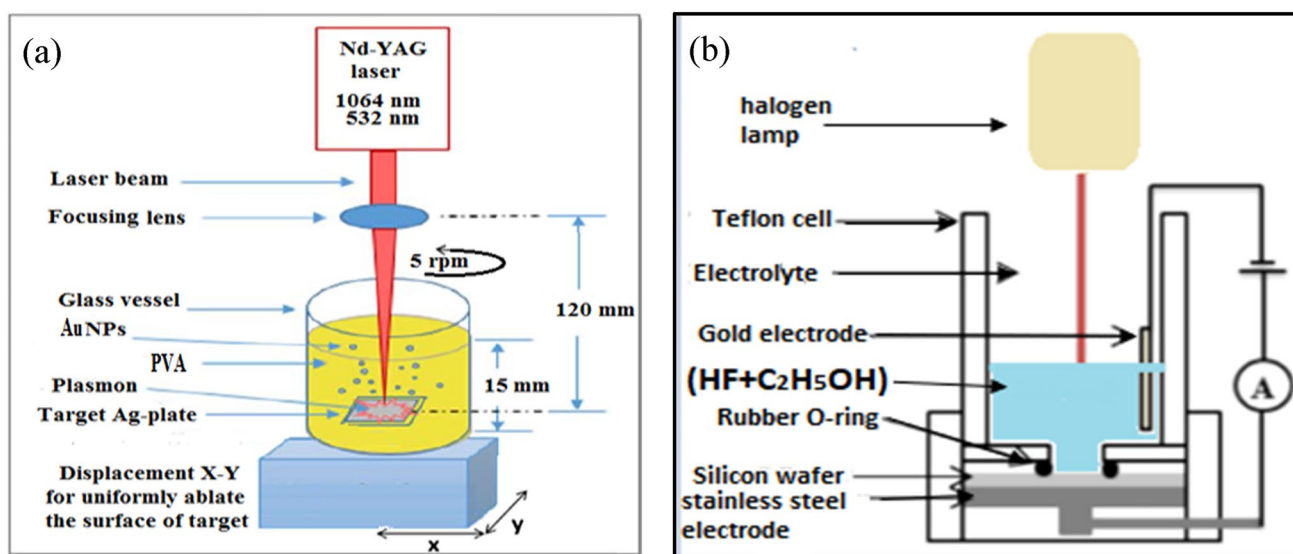 (a)
Nd-YAG
laser
1064 nm
532 nm
Laser beam
Focusing lens
5 rpm
Glass vessel
AuNPs
PVA
Plasmon
Target Ag-plate
120 mm
15 mm
Displacement X-Y
for uniformly ablate
the surface of target
x
y
(b)
halogen
lamp
Teflon cell
Electrolyte
Gold electrode
(HF+C₂H₅OH)
Rubber O-ring
Silicon wafer
stainless steel
electrode
A